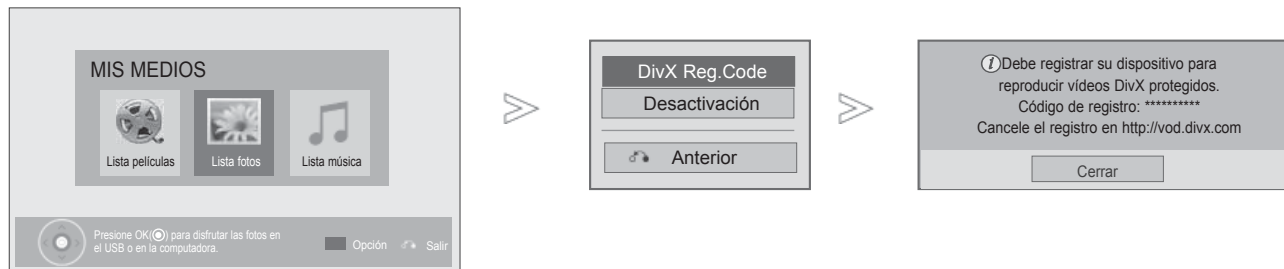 MIS MEDIOS
Lista películas
Lista fotos
Lista música
Presione OK(◉) para disfrutar las fotos en
el USB o en la computadora.
Opción
Salir
DivX Reg.Code
Desactivación
Anterior
Debe registrar su dispositivo para
reproducir vídeos DivX protegidos.
Código de registro: **********
Cancele el registro en http://vod.divx.com
Cerrar